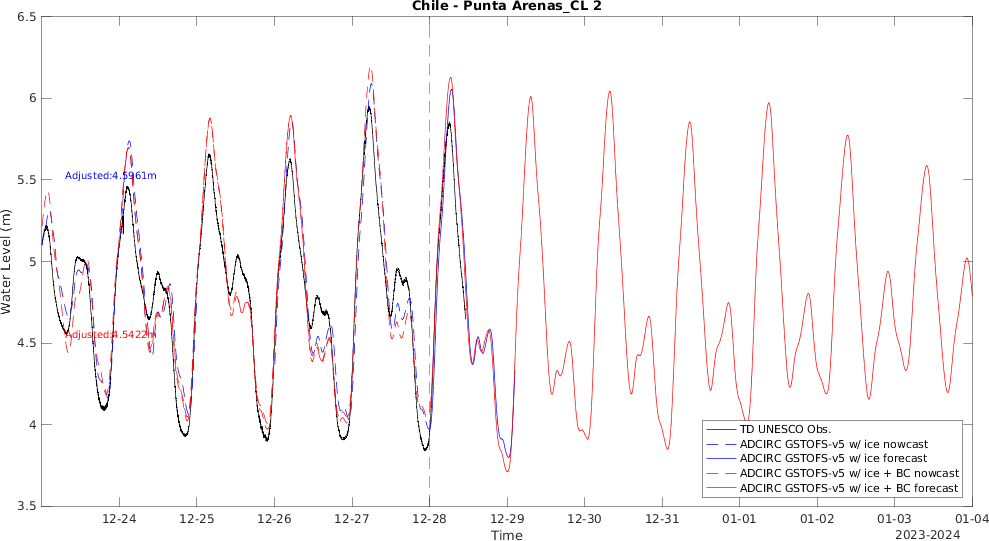 Chile - Punta Arenas_CL 2
6.5
6
5.5
5
4.5
4
3.5
Water Level (m)
Adjusted:4.5961m
Adjusted:4.5422m
TD UNESCO Obs.
ADCIRC GSTOFS-v5 w/ ice nowcast
ADCIRC GSTOFS-v5 w/ ice forecast
ADCIRC GSTOFS-v5 w/ ice + BC nowcast
ADCIRC GSTOFS-v5 w/ ice + BC forecast
12-24 12-25 12-26 12-27 12-28 12-29 12-30 12-31 01-01 01-02 01-03 01-04
Time
2023-2024